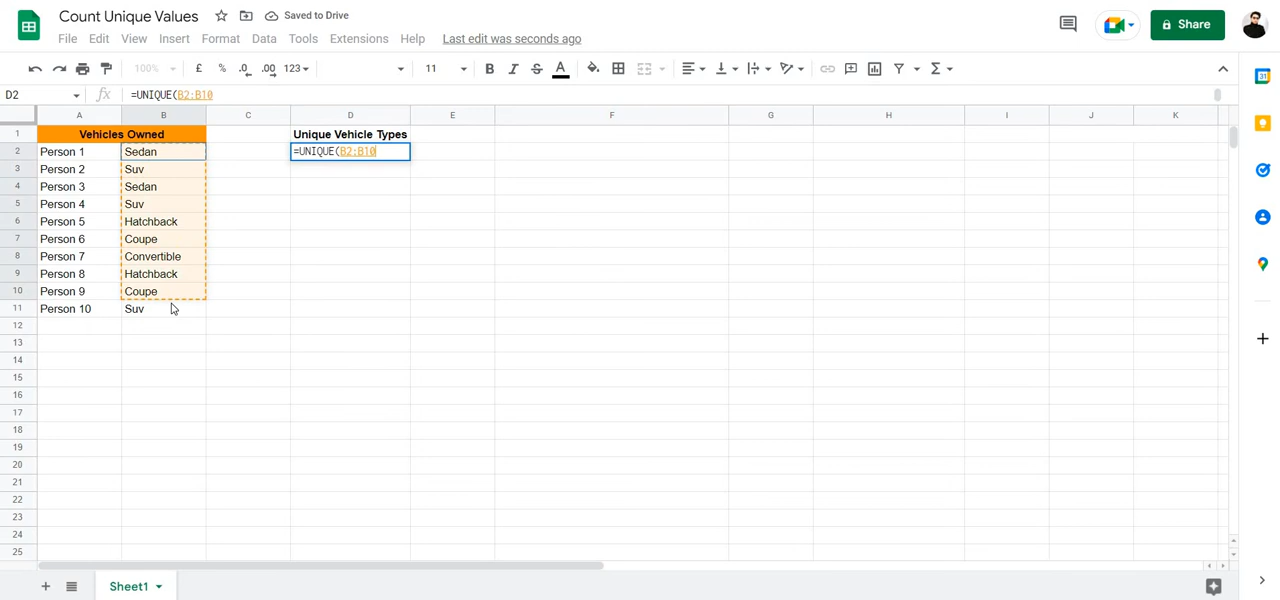 Count Unique Values
Saved to Drive
File Edit View Insert Format Data Tools Extensions Help Last edit was seconds ago
Share
100% £ % .0 .00 123 11 B I S A
D2 fx =UNIQUE(B2:B10
A B C D E F G H I J K
1 Vehicles Owned Unique Vehicle Types
2 Person 1 Sedan =UNIQUE(B2:B10
3 Person 2 Suv
4 Person 3 Sedan
5 Person 4 Suv
6 Person 5 Hatchback
7 Person 6 Coupe
8 Person 7 Convertible
9 Person 8 Hatchback
10 Person 9 Coupe
11 Person 10 Suv
12
13
14
15
16
17
18
19
20
21
22
23
24
25
Sheet1
31